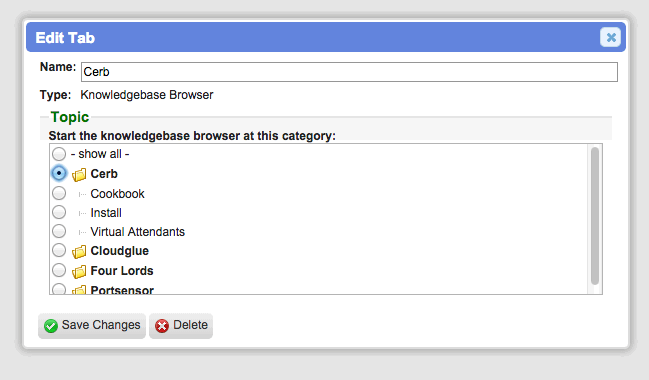 Edit Tab
Name: Cerb
Type: Knowledgebase Browser
Topic
Start the knowledgebase browser at this category:
- show all -
Cerb
Cookbook
Install
Virtual Attendants
Cloudglue
Four Lords
Portsensor
Save Changes Delete